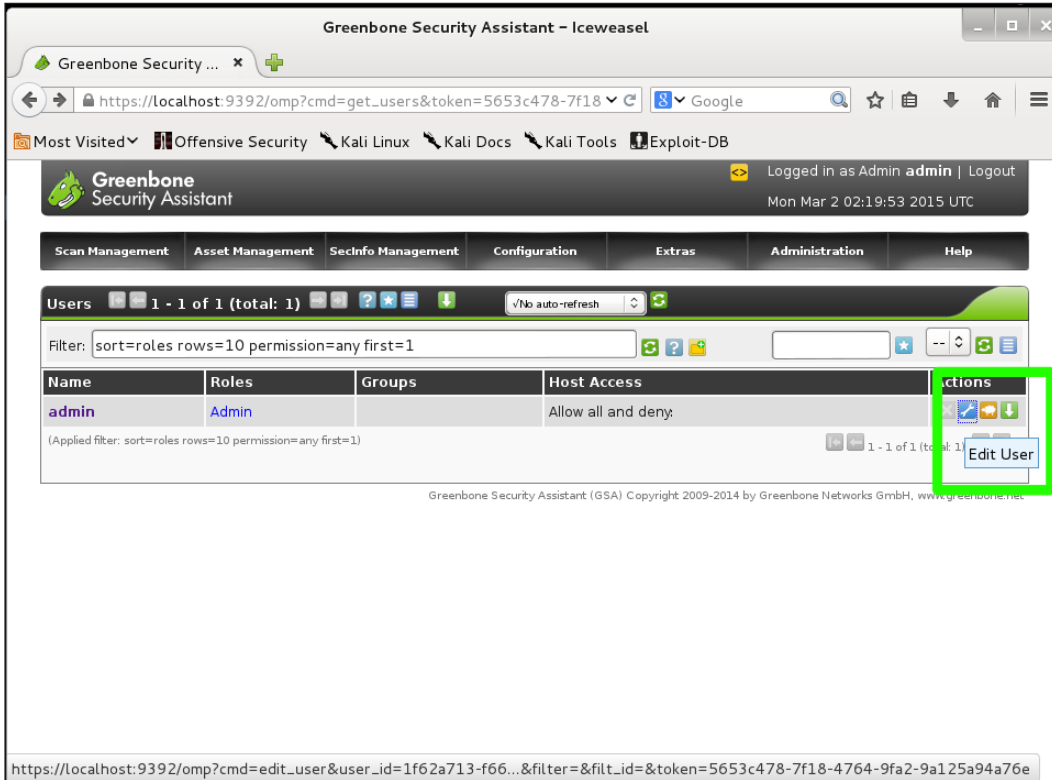 Greenbone Security Assistant - Iceweasel
Greenbone Security ...
https://localhost:9392/omp?cmd=get_users&token=5653c478-7f18 Google
Most Visited Offensive Security Kali Linux Kali Docs Kali Tools Exploit-DB
Greenbone
Security Assistant
Logged in as Admin admin | Logout
Mon Mar 2 02:19:53 2015 UTC
Scan Management Asset Management SecInfo Management Configuration Extras Administration Help
Users 1 - 1 of 1 (total: 1) √No auto-refresh
Filter: sort=roles rows=10 permission=any first=1 --
Name Roles Groups Host Access Actions
admin Admin Allow all and deny:
(Applied filter: sort=roles rows=10 permission=any first=1) 1 - 1 of 1 (total: 1)
Edit User
Greenbone Security Assistant (GSA) Copyright 2009-2014 by Greenbone Networks GmbH, www.greenbone.net
https://localhost:9392/omp?cmd=edit_user&user_id=1f62a713-f66...&filter=&filt_id=&token=5653c478-7f18-4764-9fa2-9a125a94a76e